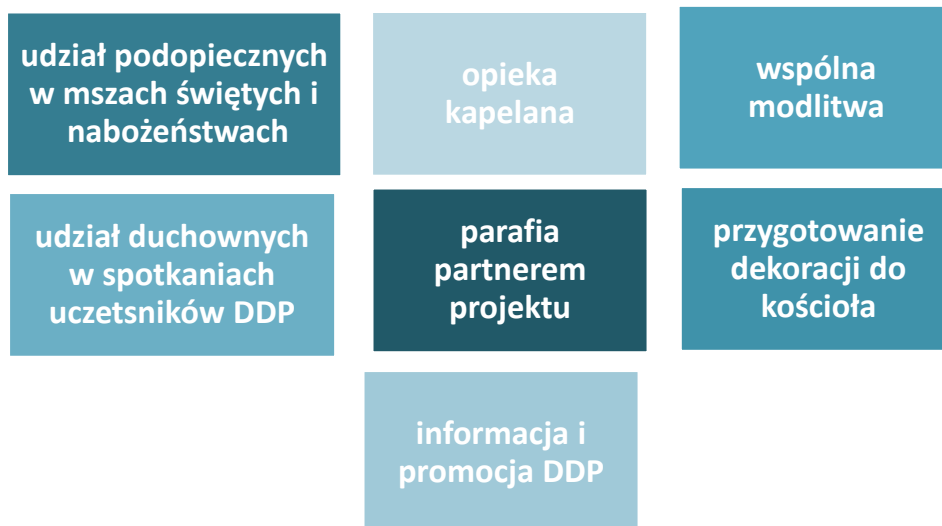 udział podopiecznych
w mszach świętych i
nabożeństwach
opieka
kapelana
wspólna
modlitwa
udział duchownych
w spotkaniach
uczetsników DDP
parafia
partnerem
projektu
przygotowanie
dekoracji do
kościoła
informacja i
promocja DDP